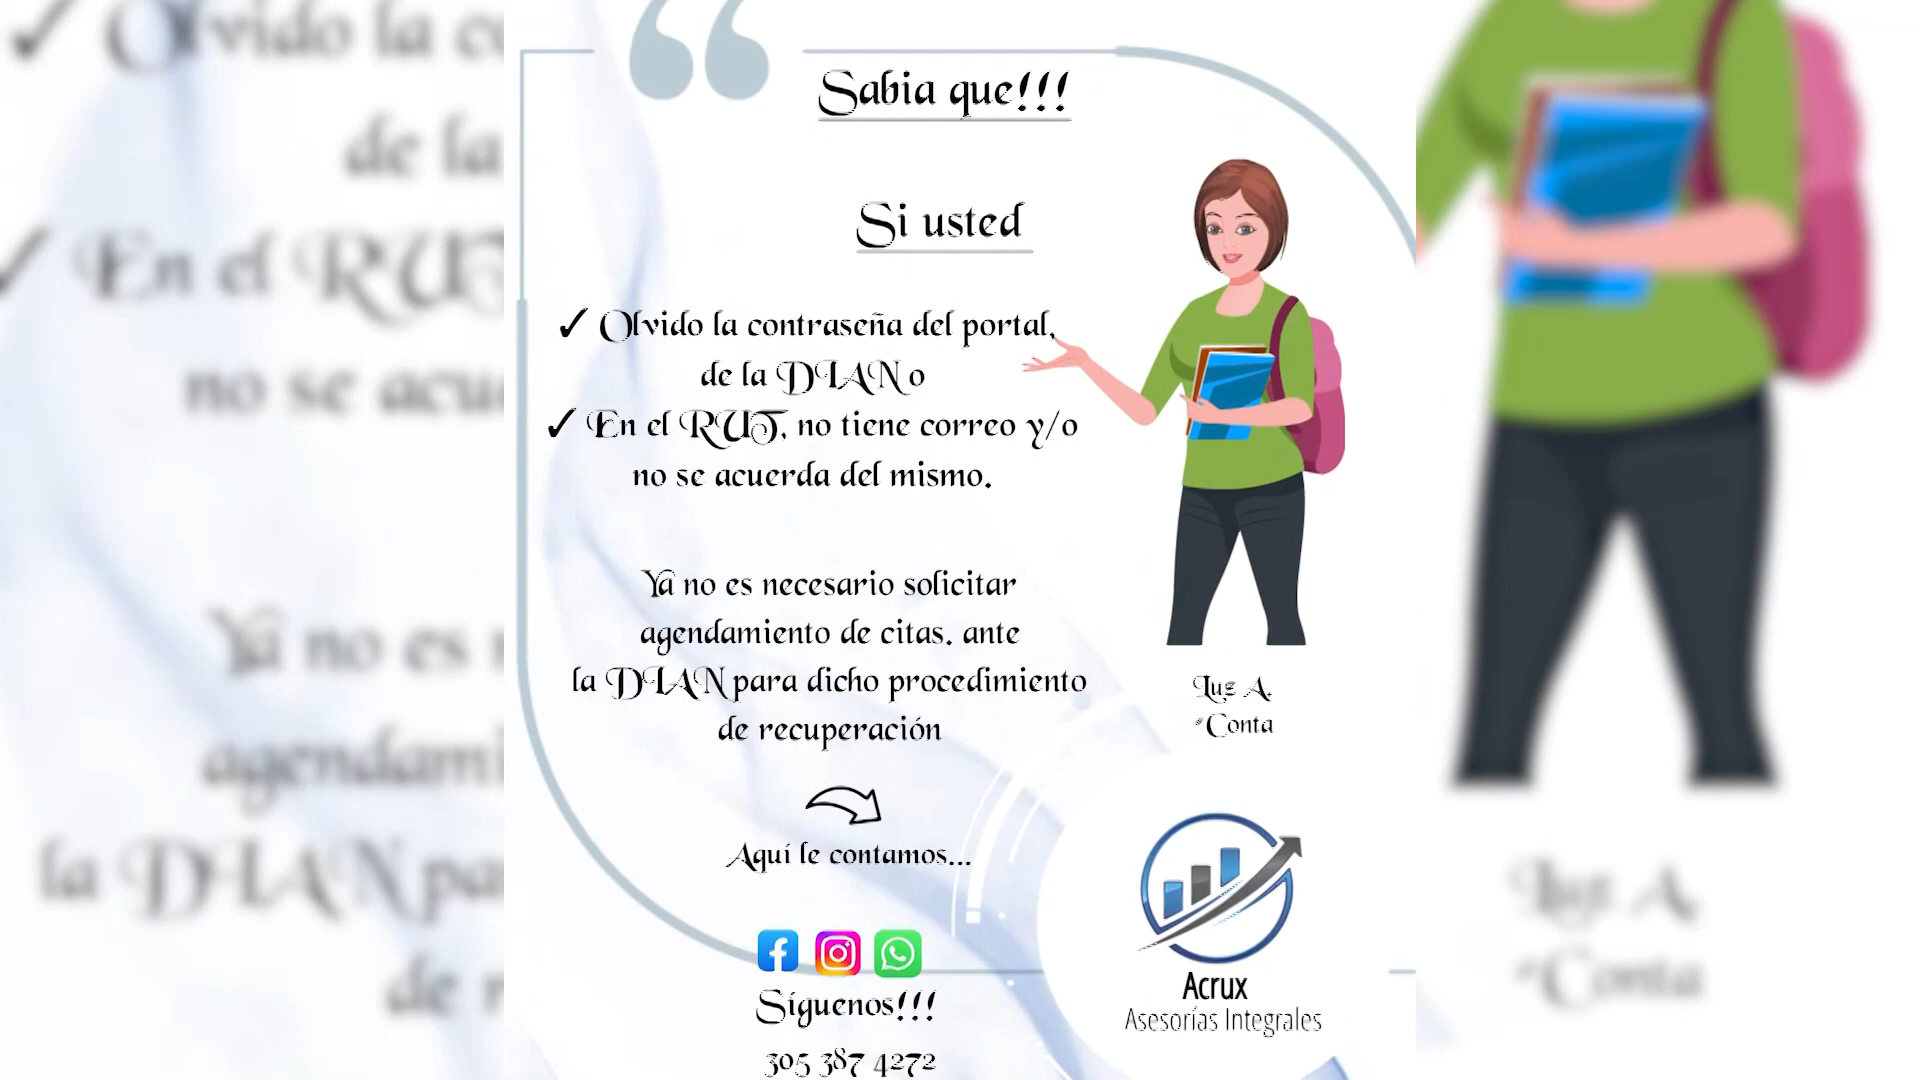 Sabia que!!!
Si usted
✓ Olvido la contraseña del portal,
de la DIAN o
✓ En el RUT, no tiene correo y/o
no se acuerda del mismo.
Ya no es necesario solicitar
agendamiento de citas. ante
la DIAN para dicho procedimiento
de recuperación
Aquí le contamos...
Síguenos!!!
305 387 4272
Luz A.
*Conta
Acrux
Asesorías Integrales